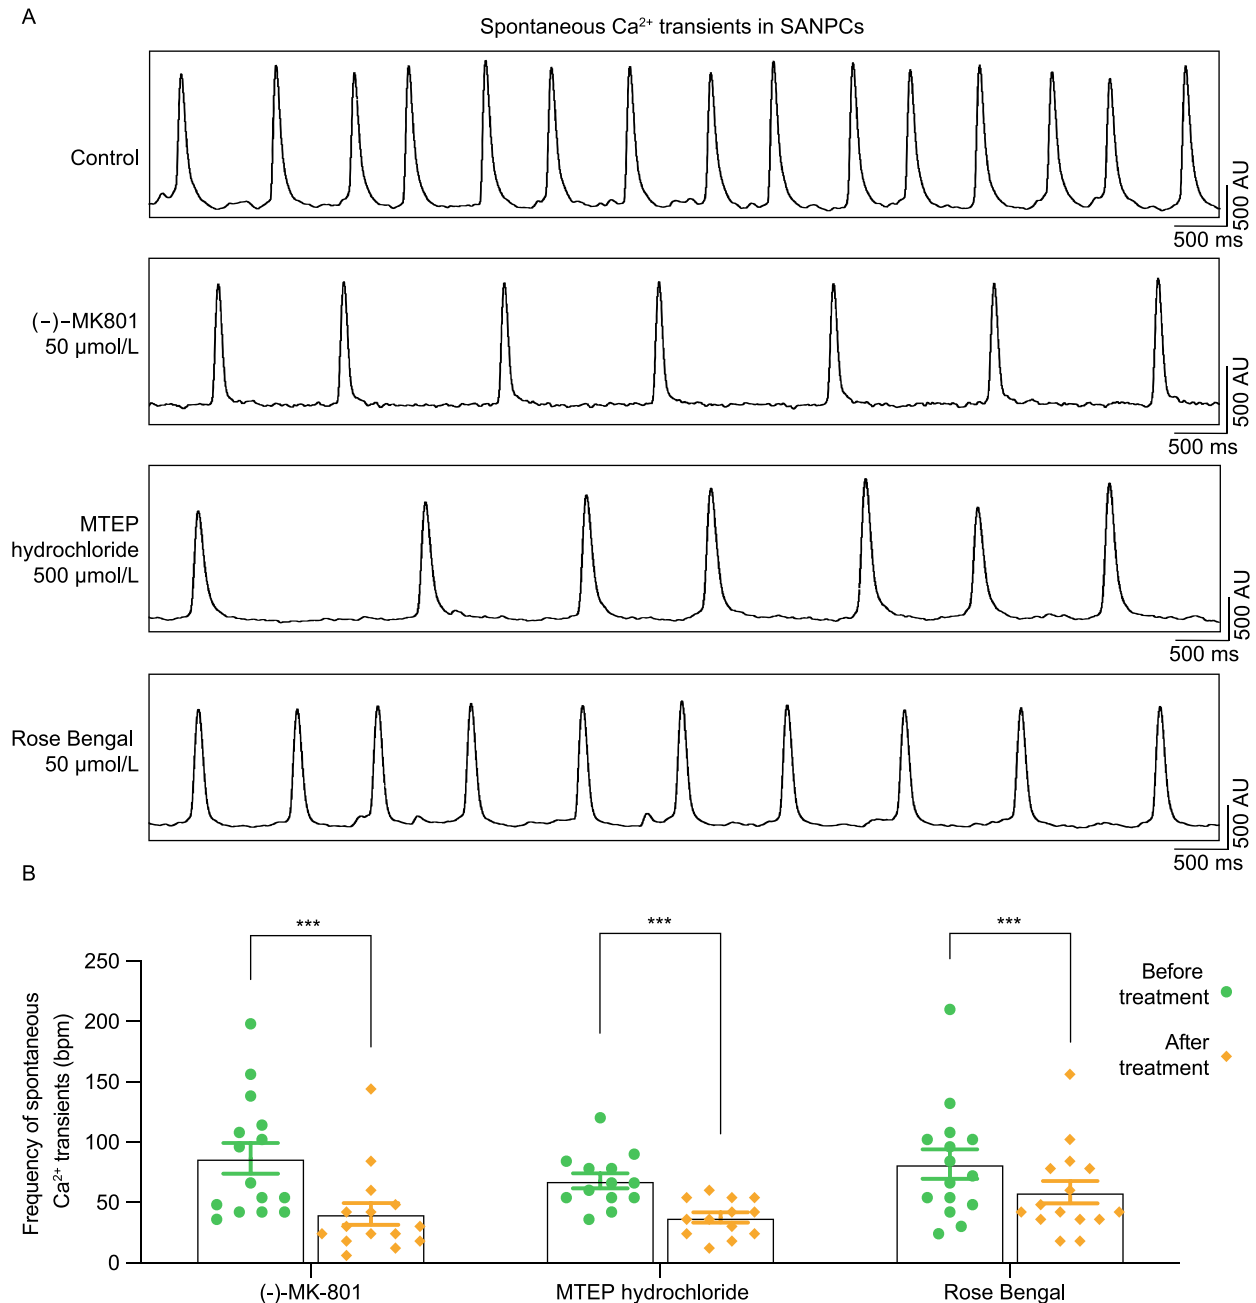 A
Spontaneous Ca²⁺ transients in SANPCs
Control
500 AU
500 ms
(−)−MK801
50 µmol/L
500 AU
500 ms
MTEP
hydrochloride
500 µmol/L
500 AU
500 ms
Rose Bengal
50 µmol/L
500 AU
500 ms
B
***
***
***
Frequency of spontaneous
Ca²⁺ transients (bpm)
250
200
150
100
50
0
Before
treatment
After
treatment
(-)-MK-801
MTEP hydrochloride
Rose Bengal